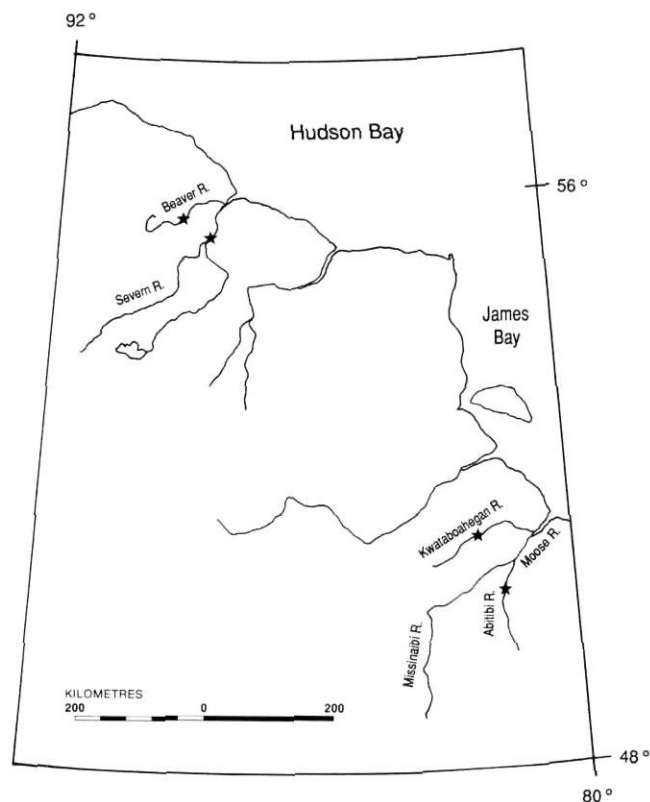 92 °
Hudson Bay
56 °
Beaver R.
Severn R.
James
Bay
Kwataboahegan R.
Moose R.
Abitibi R.
Missinaibi R.
KILOMETRES
200 0 200
48 °
80 °